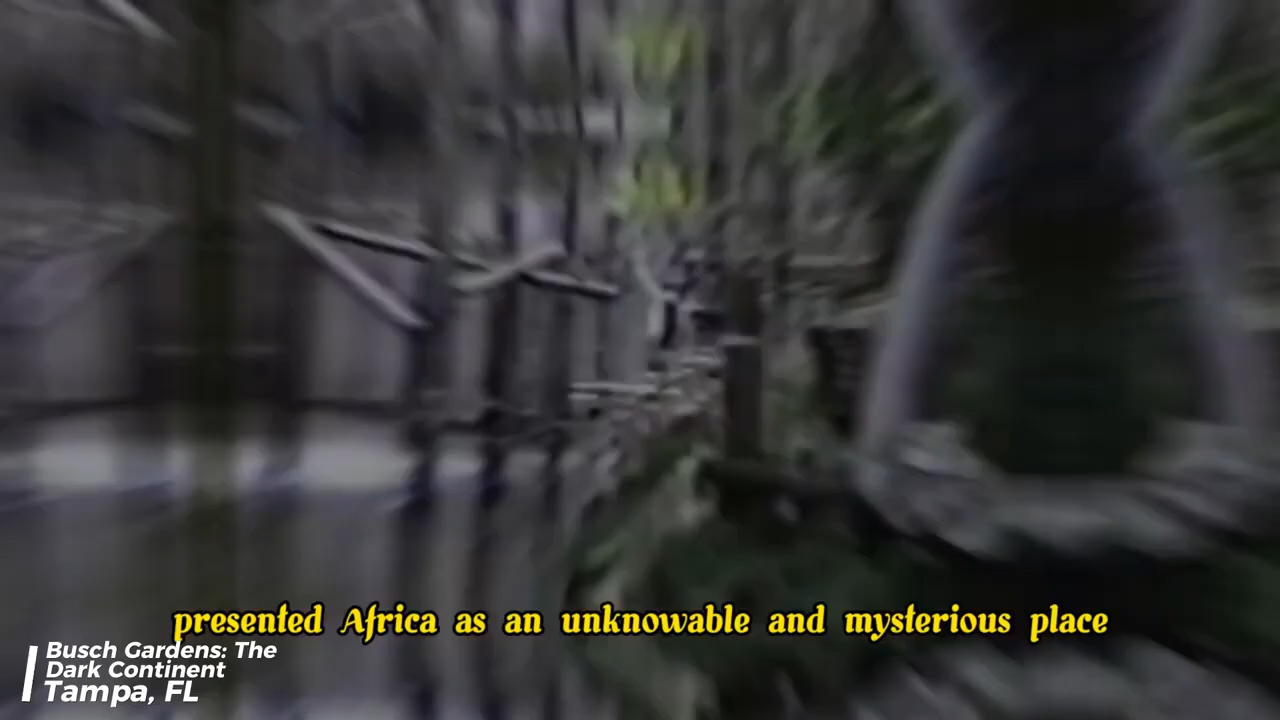 presented Africa as an unknowable and mysterious place
Busch Gardens: The
Dark Continent
Tampa, FL